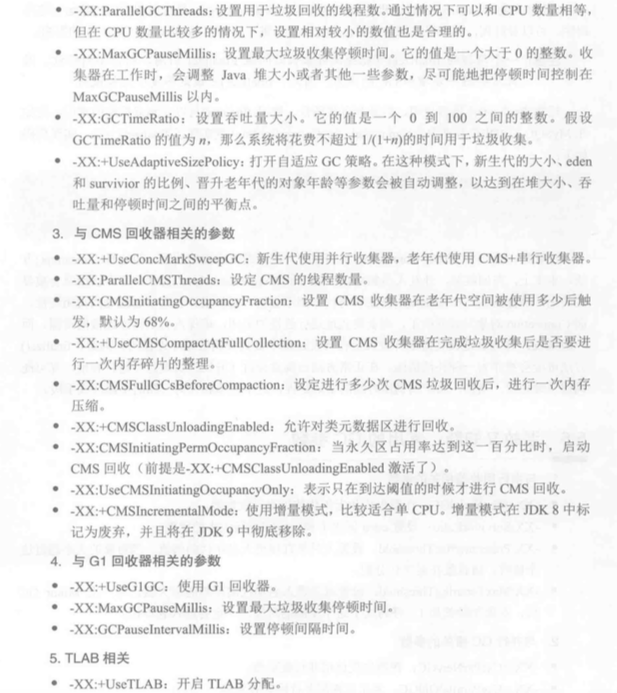 • -XX:ParallelGCThreads：设置用于垃圾回收的线程数。通过情况下可以和 CPU 数量相等，
但在 CPU 数量比较多的情况下，设置相对较小的数值也是合理的。
• -XX:MaxGCPauseMillis：设置最大垃圾收集停顿时间。它的值是一个大于 0 的整数。收
集器在工作时，会调整 Java 堆大小或者其他一些参数，尽可能地把停顿时间控制在
MaxGCPauseMillis 以内。
• -XX:GCTimeRatio：设置吞吐量大小。它的值是一个 0 到 100 之间的整数。假设
GCTimeRatio 的值为 n，那么系统将花费不超过 1/(1+n)的时间用于垃圾收集。
• -XX:+UseAdaptiveSizePolicy：打开自适应 GC 策略。在这种模式下，新生代的大小、eden
和 survivior 的比例、晋升老年代的对象年龄等参数会被自动调整，以达到在堆大小、吞
吐量和停顿时间之间的平衡点。
3. 与 CMS 回收器相关的参数
• -XX:+UseConcMarkSweepGC：新生代使用并行收集器，老年代使用 CMS+串行收集器。
• -XX:ParallelCMSThreads：设定 CMS 的线程数量。
• -XX:CMSInitiatingOccupancyFraction：设置 CMS 收集器在老年代空间被使用多少后触
发，默认为 68%。
• -XX:+UseCMSCompactAtFullCollection：设置 CMS 收集器在完成垃圾收集后是否要进
行一次内存碎片的整理。
• -XX:CMSFullGCsBeforeCompaction：设定进行多少次 CMS 垃圾回收后，进行一次内存
压缩。
• -XX:+CMSClassUnloadingEnabled：允许对类元数据区进行回收。
• -XX:CMSInitiatingPermOccupancyFraction：当永久区占用率达到这一百分比时，启动
CMS 回收（前提是-XX:+CMSClassUnloadingEnabled 激活了）。
• -XX:UseCMSInitiatingOccupancyOnly：表示只在到达阈值的时候才进行 CMS 回收。
• -XX:+CMSIncrementalMode：使用增量模式，比较适合单 CPU。增量模式在 JDK 8 中标
记为废弃，并且将在 JDK 9 中彻底移除。
4. 与 G1 回收器相关的参数
• -XX:+UseG1GC：使用 G1 回收器。
• -XX:MaxGCPauseMillis：设置最大垃圾收集停顿时间。
• -XX:GCPauseIntervalMillis：设置停顿间隔时间。
5. TLAB 相关
• -XX:+UseTLAB：开启 TLAB 分配。